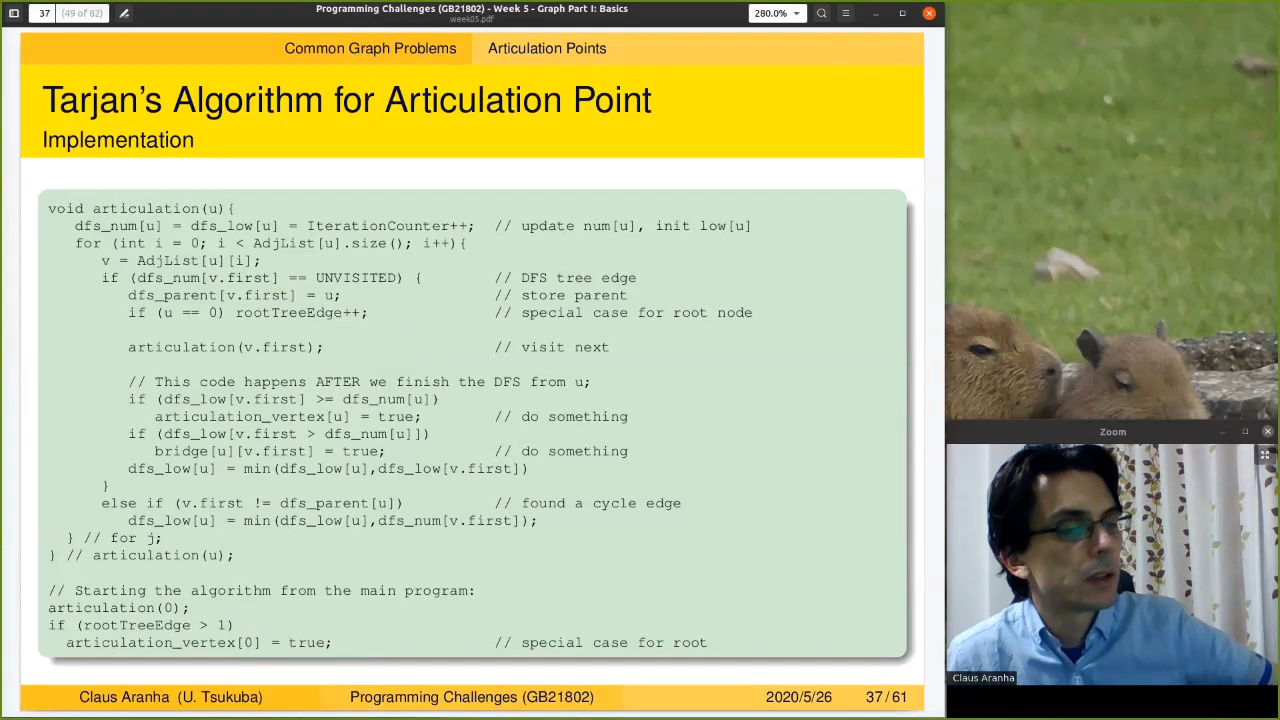 Programming Challenges (GB21802) - Week 5 - Graph Part I: Basics
week05.pdf
37 (49 of 82)
280.0%
Common Graph Problems Articulation Points
Tarjan's Algorithm for Articulation Point
Implementation
void articulation(u){
dfs_num[u] = dfs_low[u] = IterationCounter++; // update num[u], init low[u]
for (int i = 0; i < AdjList[u].size(); i++){
v = AdjList[u][i];
if (dfs_num[v.first] == UNVISITED) { // DFS tree edge
dfs_parent[v.first] = u; // store parent
if (u == 0) rootTreeEdge++; // special case for root node
articulation(v.first); // visit next
// This code happens AFTER we finish the DFS from u;
if (dfs_low[v.first] >= dfs_num[u])
articulation_vertex[u] = true; // do something
if (dfs_low[v.first > dfs_num[u]])
bridge[u][v.first] = true; // do something
dfs_low[u] = min(dfs_low[u],dfs_low[v.first])
}
else if (v.first != dfs_parent[u]) // found a cycle edge
dfs_low[u] = min(dfs_low[u],dfs_num[v.first]);
} // for j;
} // articulation(u);
// Starting the algorithm from the main program:
articulation(0);
if (rootTreeEdge > 1)
articulation_vertex[0] = true; // special case for root
Claus Aranha (U. Tsukuba) Programming Challenges (GB21802) 2020/5/26 37 / 61
Zoom
Claus Aranha